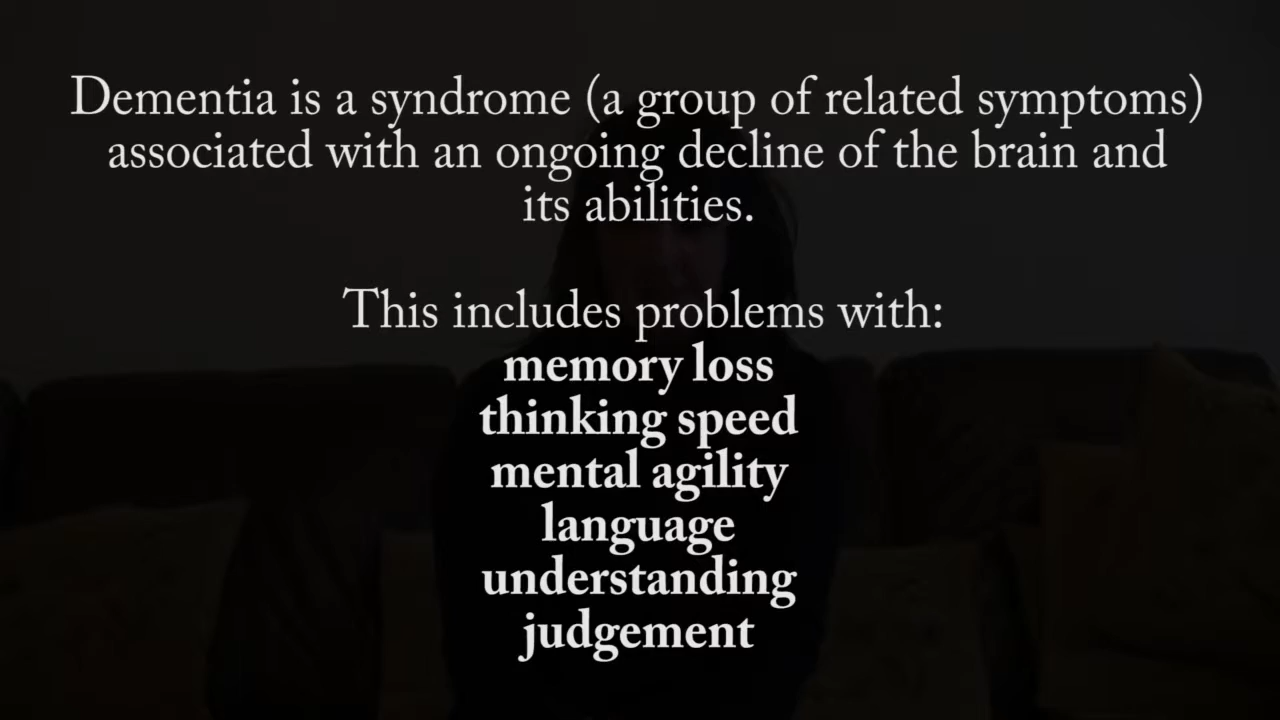 Dementia is a syndrome (a group of related symptoms)
associated with an ongoing decline of the brain and
its abilities.
This includes problems with:
memory loss
thinking speed
mental agility
language
understanding
judgement